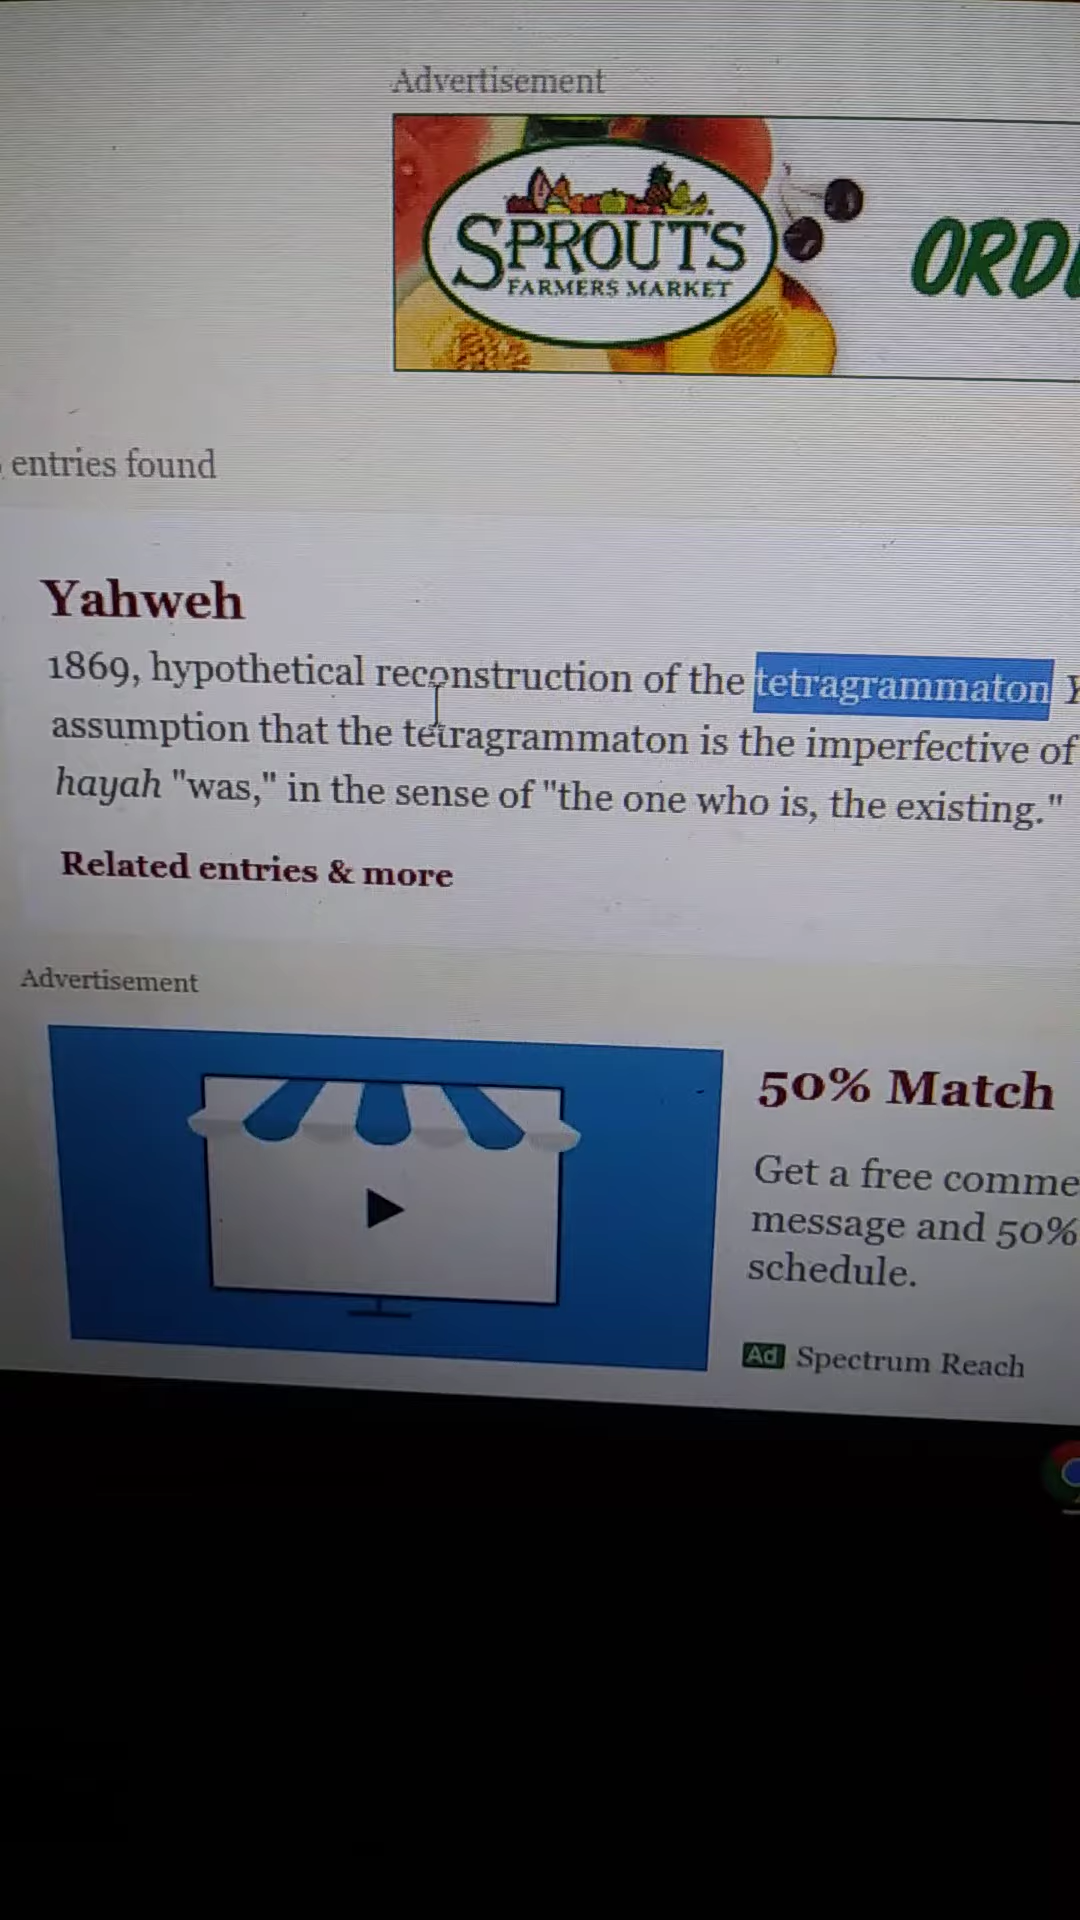 Advertisement
SPROUTS
FARMERS MARKET
entries found
Yahweh
1869, hypothetical reconstruction of the tetragrammaton
assumption that the tetragrammaton is the imperfective of
hayah "was," in the sense of "the one who is, the existing."
Related entries & more
Advertisement
50% Match
Get a free
message and 50%
schedule.
Ad Spectrum Reach